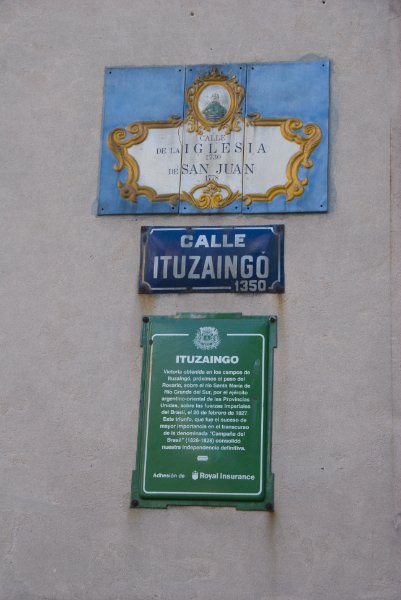 CALLE
DE LA IGLESIA
1730
DE SAN JUAN
1778
CALLE
ITUZAINGÓ
1350
ITUZAINGO
Victoria obtenida en los campos de
Ituzaingó, próximos al paso del
Rosario, sobre el río Santa María de
Río Grande del Sur, por el ejército
argentino-oriental de las Provincias
Unidas, sobre las fuerzas imperiales
del Brasil, el 20 de febrero de 1827.
Este triunfo, que fue el suceso de
mayor importancia en el transcurso
de la denominada "Campaña del
Brasil" (1826-1828) consolidó
nuestra independencia definitiva.
Adhesión de Royal Insurance